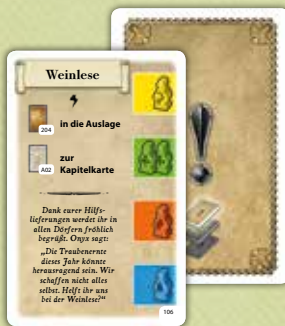 Weinlese
204
in die Auslage
A02
zur
Kapitelkarte
Dank eurer Hilfs-
lieferungen werdet ihr in
allen Dörfern fröhlich
begrüßt. Onyx sagt:
„Die Traubenernte
dieses Jahr könnte
herausragend sein. Wir
schaffen nicht alles
selbst. Helft ihr uns
bei der Weinlese?“
106
!